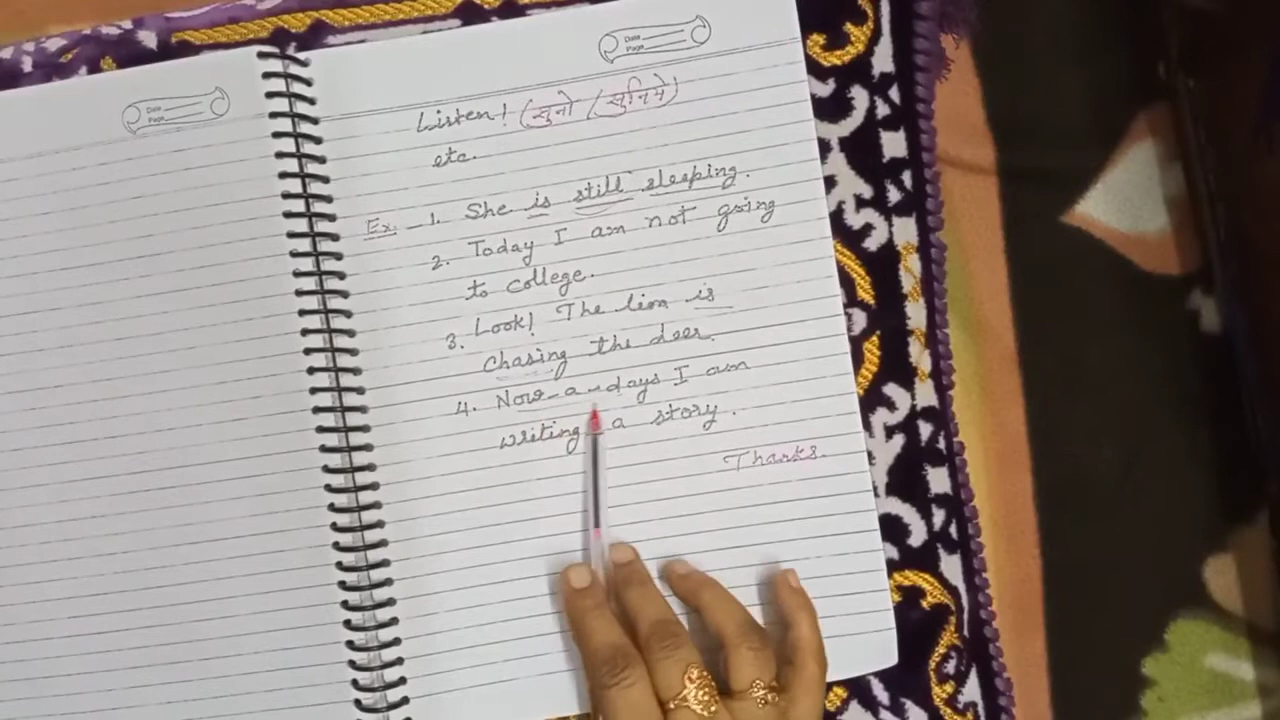 Date
Page
Date
Page
Listen! (सुनो / सुनिये)
etc.
Ex. - 1. She is still sleeping.
2. Today I am not going
to college.
3. Look! The lion is
chasing the deer.
4. Now-a-days I am
writing a story.
Thanks.